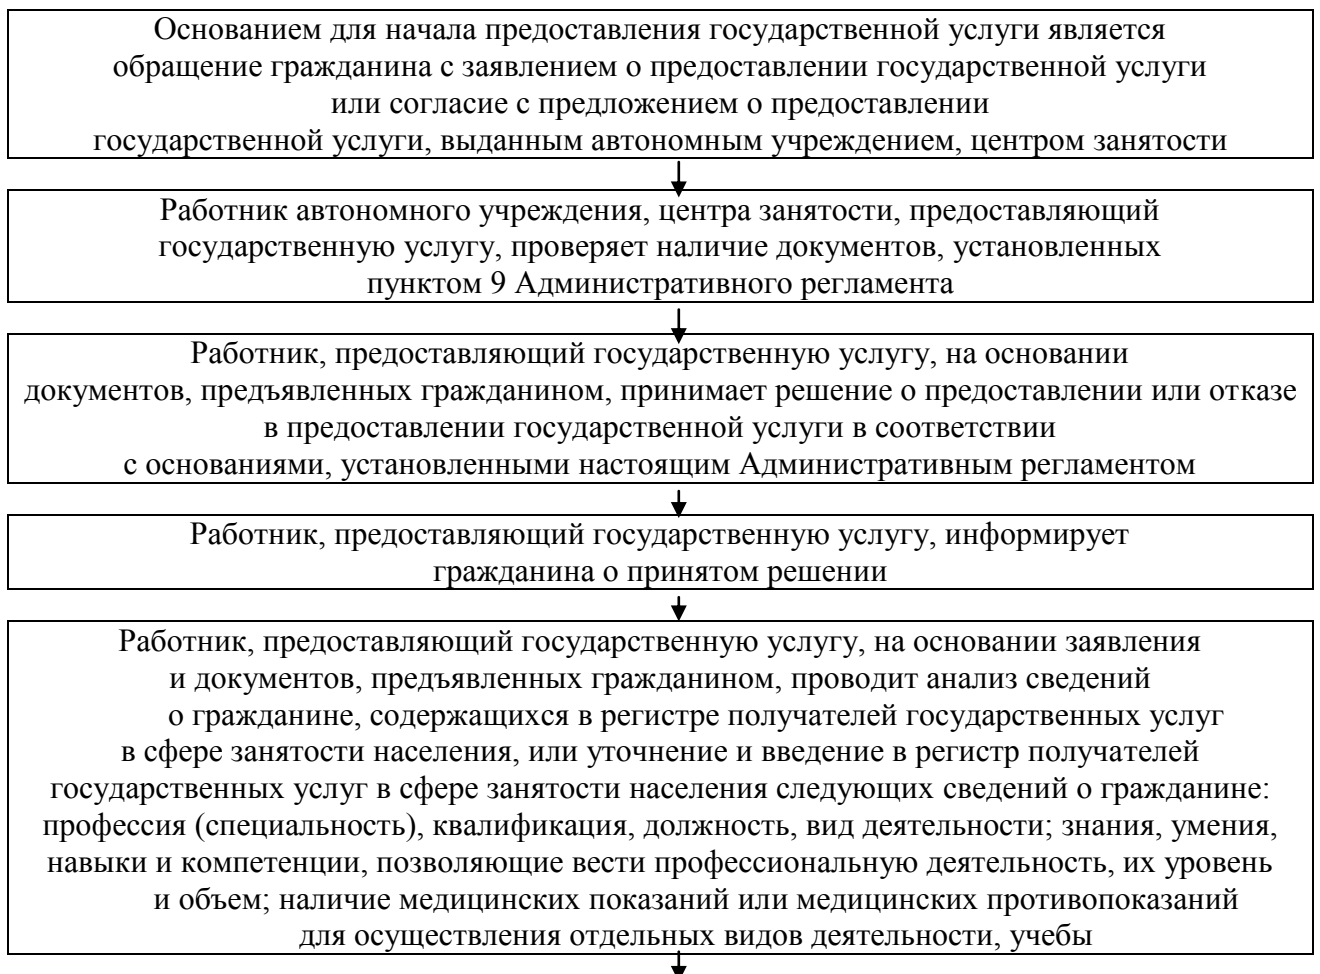 Основанием для начала предоставления государственной услуги является
обращение гражданина с заявлением о предоставлении государственной услуги
или согласие с предложением о предоставлении
государственной услуги, выданным автономным учреждением, центром занятости
Работник автономного учреждения, центра занятости, предоставляющий
государственную услугу, проверяет наличие документов, установленных
пунктом 9 Административного регламента
Работник, предоставляющий государственную услугу, на основании
документов, предъявленных гражданином, принимает решение о предоставлении или отказе
в предоставлении государственной услуги в соответствии
с основаниями, установленными настоящим Административным регламентом
Работник, предоставляющий государственную услугу, информирует
гражданина о принятом решении
Работник, предоставляющий государственную услугу, на основании заявления
и документов, предъявленных гражданином, проводит анализ сведений
о гражданине, содержащихся в регистре получателей государственных услуг
в сфере занятости населения, или уточнение и введение в регистр получателей
государственных услуг в сфере занятости населения следующих сведений о гражданине:
профессия (специальность), квалификация, должность, вид деятельности; знания, умения,
навыки и компетенции, позволяющие вести профессиональную деятельность, их уровень
и объем; наличие медицинских показаний или медицинских противопоказаний
для осуществления отдельных видов деятельности, учебы